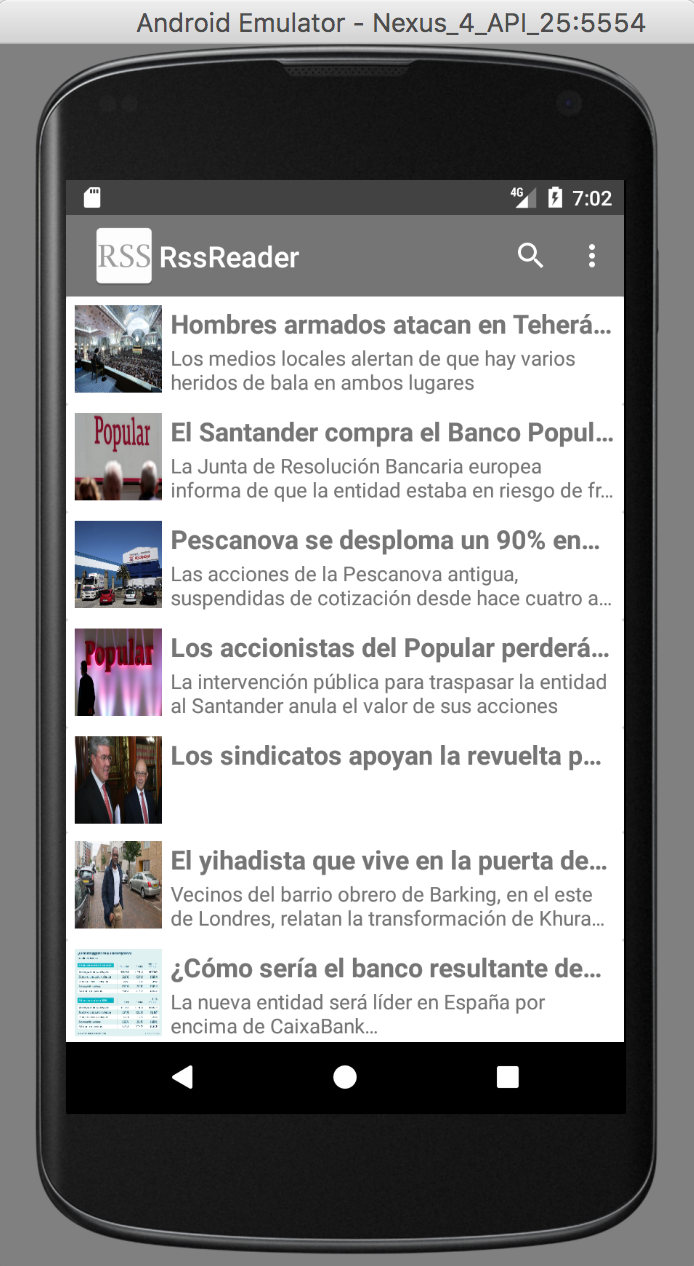 Android Emulator - Nexus_4_API_25:5554
4G
7:02
RSS
RssReader
Hombres armados atacan en Teherá...
Los medios locales alertan de que hay varios
heridos de bala en ambos lugares
Popular
El Santander compra el Banco Popul...
La Junta de Resolución Bancaria europea
informa de que la entidad estaba en riesgo de fr...
Pescanova se desploma un 90% en...
Las acciones de la Pescanova antigua,
suspendidas de cotización desde hace cuatro a...
Popular
Los accionistas del Popular perderá...
La intervención pública para traspasar la entidad
al Santander anula el valor de sus acciones
Los sindicatos apoyan la revuelta p...
El yihadista que vive en la puerta de...
Vecinos del barrio obrero de Barking, en el este
de Londres, relatan la transformación de Khura...
¿Cómo sería el banco resultante de...
La nueva entidad será líder en España por
encima de CaixaBank...